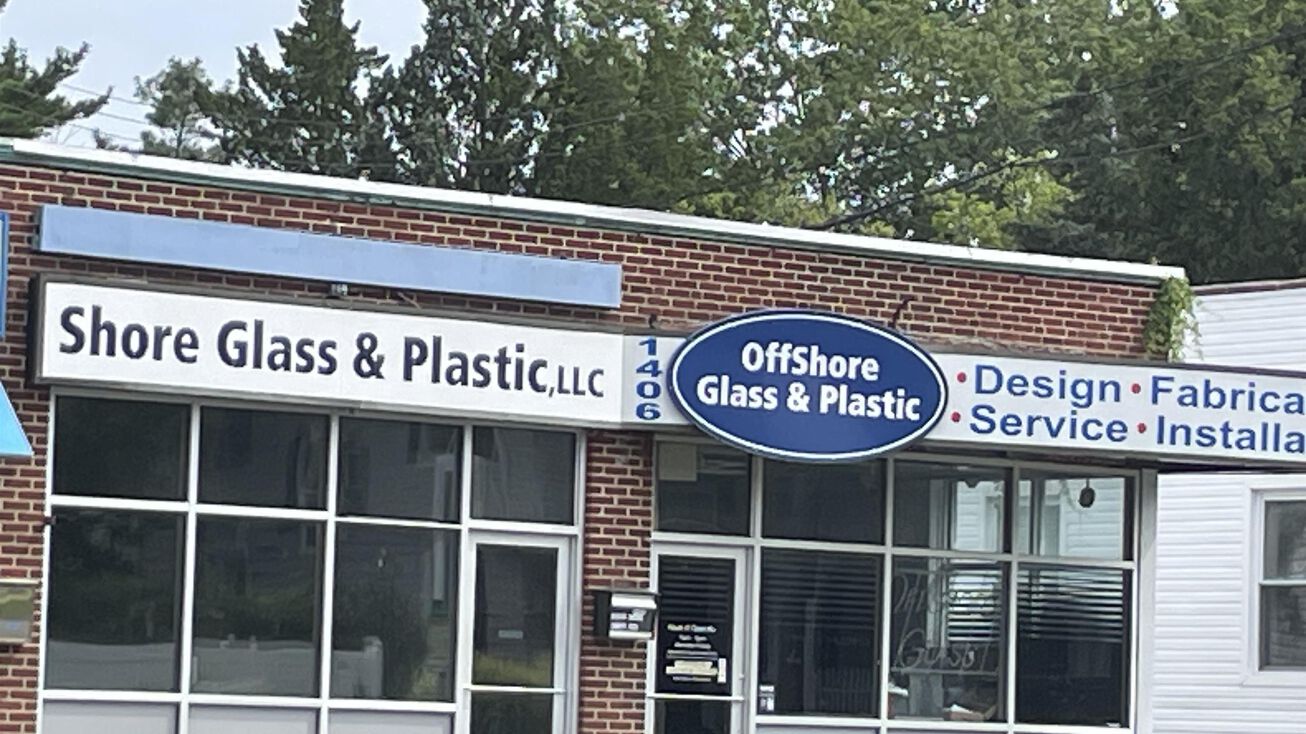 Shore Glass & Plastic, LLC
1406
OffShore
Glass & Plastic
• Design • Fabrica
• Service • Installa